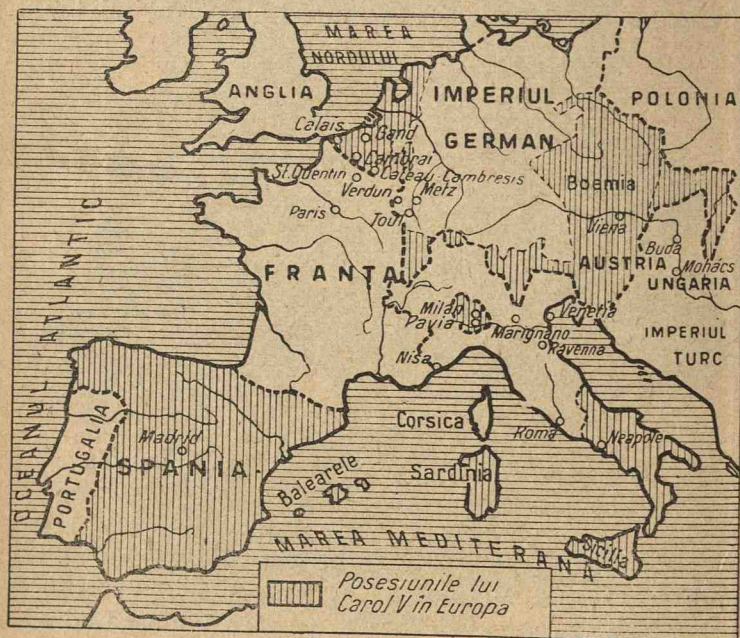 MAREA
NORDULUI
ANGLIA
IMPERIUL
GERMAN
POLONIA
Calais
Gand
Cambrai
St. Quentin
Cateau-Cambresis
Verdun
Metz
Paris
Toul
Boemia
Viena
Buda
Mohács
AUSTRIA
UNGARIA
FRANTA
OCEANUL ATLANTIC
Milan
Pavia
Marignano
Venetia
Ravenna
IMPERIUL
TURC
Nisa
Corsica
Roma
Neapole
PORTUGALIA
Madrid
SPANIA
Balearele
Sardinia
MAREA MEDITERANĂ
Sicilia
Posesiunile lui
Carol V în Europa